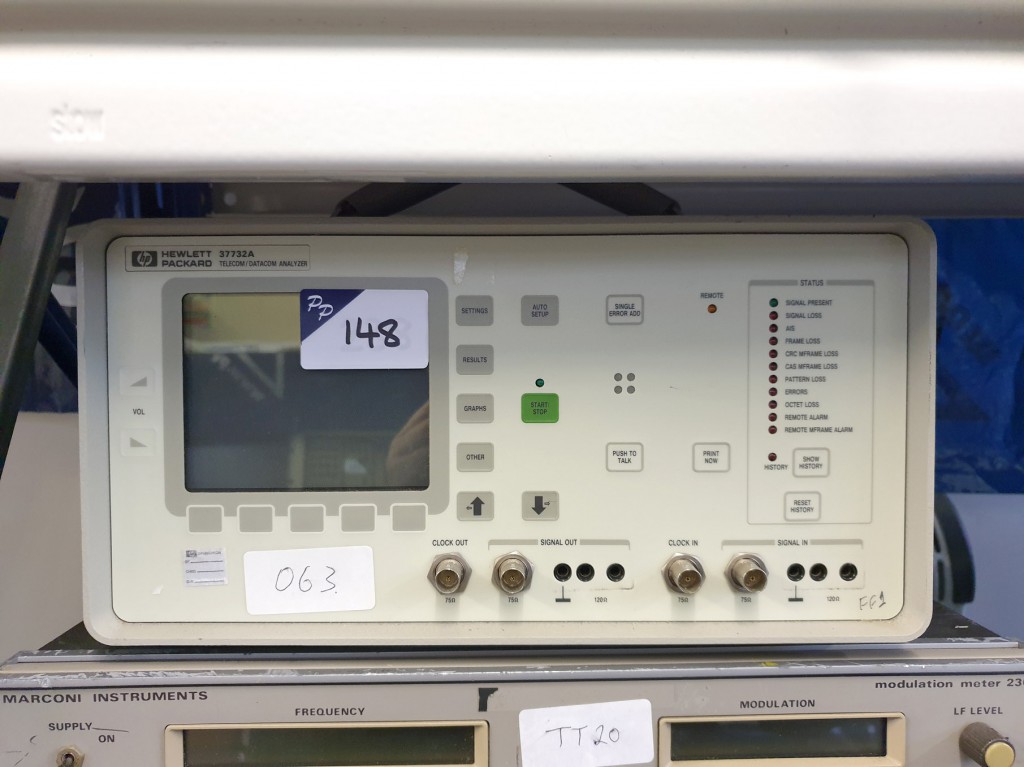 stow
hp HEWLETT 37732A
PACKARD TELECOM / DATACOM ANALYZER
PP
148
SETTINGS
AUTO
SETUP
SINGLE
ERROR ADD
REMOTE
STATUS
SIGNAL PRESENT
SIGNAL LOSS
AIS
FRAME LOSS
CRC MFRAME LOSS
CAS MFRAME LOSS
PATTERN LOSS
ERRORS
OCTET LOSS
REMOTE ALARM
REMOTE MFRAME ALARM
RESULTS
VOL
GRAPHS
START/
STOP
OTHER
PUSH TO
TALK
PRINT
NOW
HISTORY
SHOW
HISTORY
RESET
HISTORY
CLOCK OUT
SIGNAL OUT
CLOCK IN
SIGNAL IN
063
75Ω
75Ω
120Ω
75Ω
75Ω
120Ω
EE1
MARCONI INSTRUMENTS
modulation meter
SUPPLY
ON
FREQUENCY
TT20
MODULATION
LF LEVEL